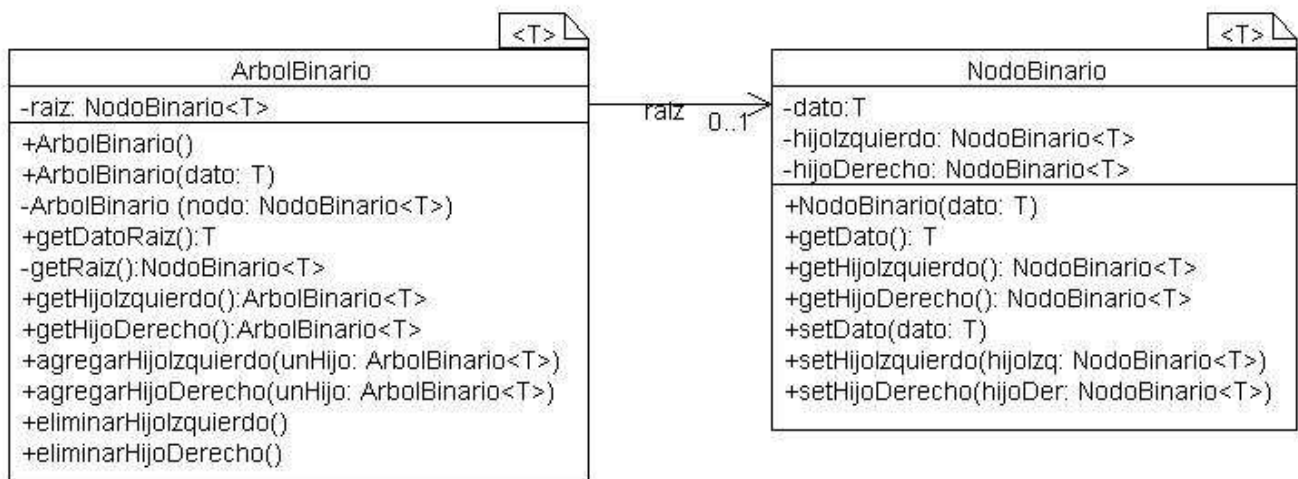 <T>
ArbolBinario
-raiz: NodoBinario<T>
+ArbolBinario()
+ArbolBinario(dato: T)
-ArbolBinario (nodo: NodoBinario<T>)
+getDatoRaiz():T
-getRaiz():NodoBinario<T>
+getHijoIzquierdo():ArbolBinario<T>
+getHijoDerecho():ArbolBinario<T>
+agregarHijoIzquierdo(unHijo: ArbolBinario<T>)
+agregarHijoDerecho(unHijo: ArbolBinario<T>)
+eliminarHijoIzquierdo()
+eliminarHijoDerecho()
raiz
0..1
<T>
NodoBinario
-dato:T
-hijoIzquierdo: NodoBinario<T>
-hijoDerecho: NodoBinario<T>
+NodoBinario(dato: T)
+getDato(): T
+getHijoIzquierdo(): NodoBinario<T>
+getHijoDerecho(): NodoBinario<T>
+setDato(dato: T)
+setHijoIzquierdo(hijoIzq: NodoBinario<T>)
+setHijoDerecho(hijoDer: NodoBinario<T>)